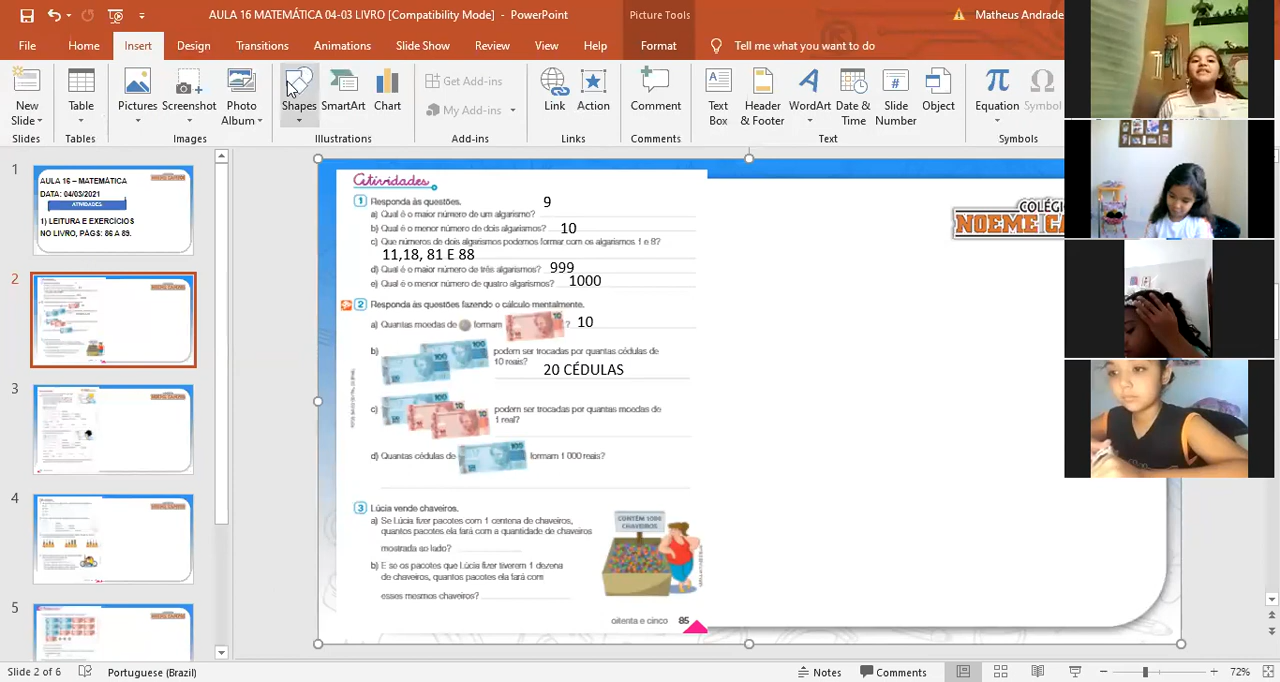 AULA 16 MATEMÁTICA 04-03 LIVRO [Compatibility Mode] - PowerPoint
Picture Tools
Matheus Andrade
File Home Insert Design Transitions Animations Slide Show Review View Help Format Tell me what you want to do
New Slide
Table
Pictures
Screenshot
Photo Album
Shapes
SmartArt
Chart
Get Add-ins
My Add-ins
Link
Action
Comment
Text Box
Header & Footer
WordArt
Date & Time
Slide Number
Object
Equation
Symbol
Slides Tables Images Illustrations Add-ins Links Comments Text Symbols
1
AULA 16 – MATEMÁTICA
DATA: 04/03/2021
ATIVIDADES
1) LEITURA E EXERCÍCIOS
NO LIVRO, PÁGS: 86 A 89.
2
3
4
5
Atividades
1 Responda às questões.
a) Qual é o maior número de um algarismo? 9
b) Qual é o menor número de dois algarismos? 10
c) Que números de dois algarismos podemos formar com os algarismos 1 e 8?
11,18, 81 E 88
d) Qual é o maior número de três algarismos? 999
e) Qual é o menor número de quatro algarismos? 1000
2 Responda às questões fazendo o cálculo mentalmente.
a) Quantas moedas de formam ? 10
b) podem ser trocadas por quantas cédulas de
10 reais?
20 CÉDULAS
c) podem ser trocadas por quantas moedas de
1 real?
d) Quantas cédulas de formam 1 000 reais?
3 Lúcia vende chaveiros.
a) Se Lúcia fizer pacotes com 1 centena de chaveiros,
quantos pacotes ela fará com a quantidade de chaveiros
mostrada ao lado?
b) E se os pacotes que Lúcia fizer tiverem 1 dezena
de chaveiros, quantos pacotes ela fará com
esses mesmos chaveiros?
CONTÉM 1000
CHAVEIROS
oitenta e cinco 85
COLÉG
NOEME CA
Slide 2 of 6 Portuguese (Brazil) Notes Comments 72%